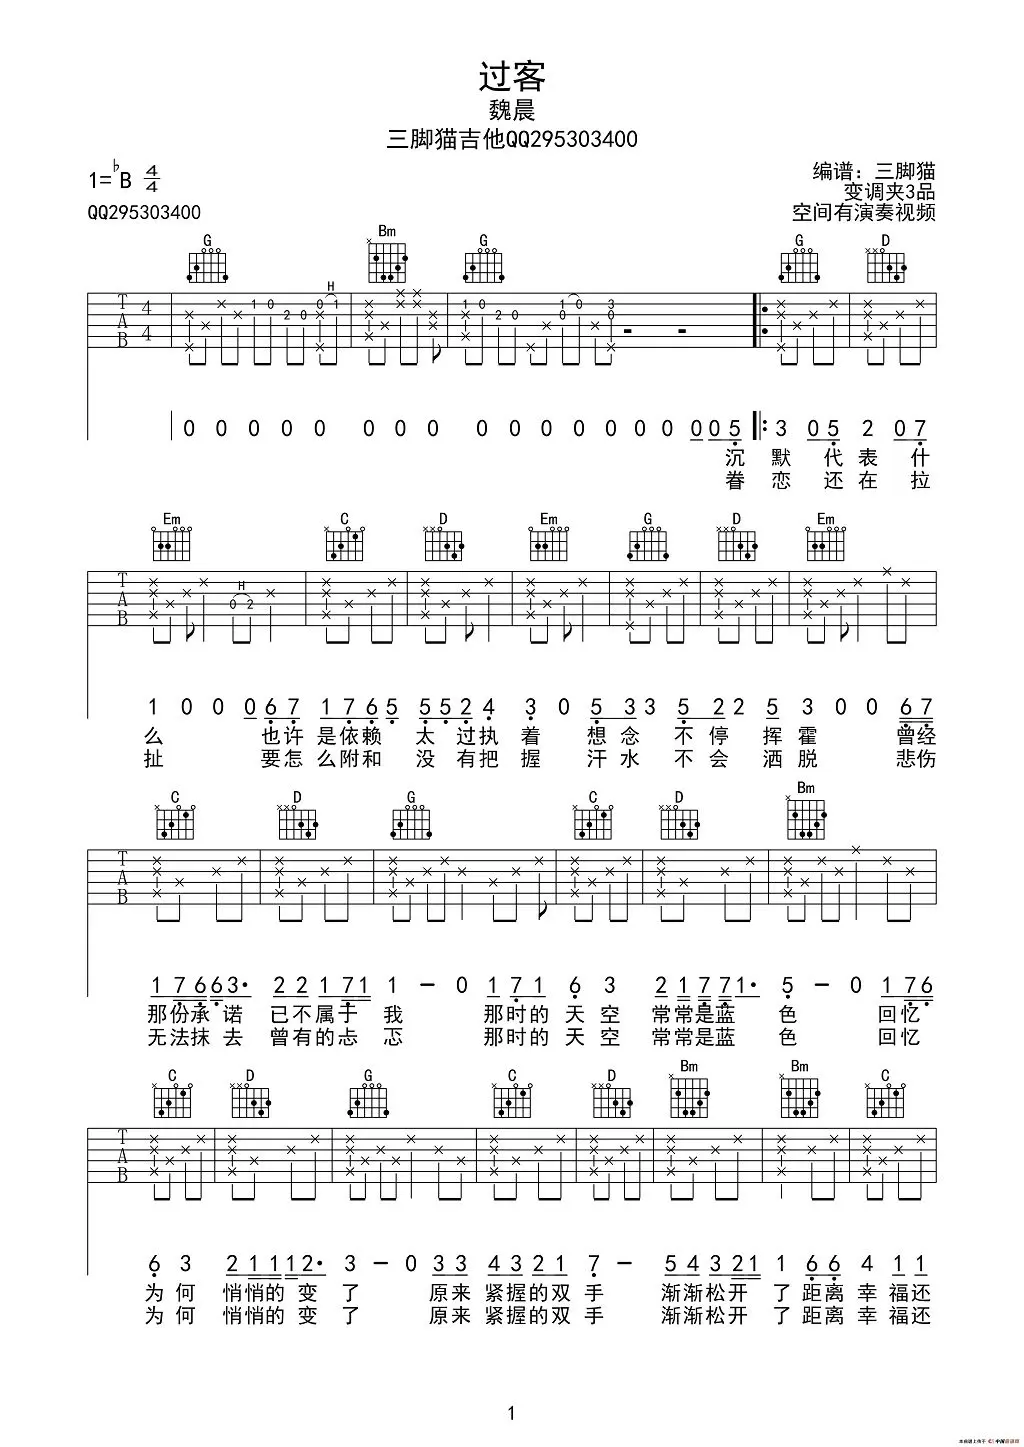 过客
魏晨
三脚猫吉他QQ295303400
1=♭B 4/4
编谱：三脚猫
变调夹3品
QQ295303400
空间有演奏视频
G Bm G G D
H
T A B 4 4
1 0 2 0 0 1 1 0 2 0 1 0 0 3 0
0 0 0 0 0 0 0 0 0 0 0 0 0 0 0 0 5 3 0 5 2 0 7
沉 默 代 表 什
眷 恋 还 在 拉
Em C D Em G D Em
H
T A B
0 2
1 0 0 0 6 7 1 7 6 5 5 5 2 4 3 0 5 3 3 5 2 2 5 3 0 0 6 7
么 也 许 是 依 赖 太 过 执 着 想 念 不 停 挥 霍 曾经
扯 要 怎 么 附 和 没 有 把 握 汗 水 不 会 洒 脱 悲伤
C D G C D Bm
T A B
1 7 6 6 3· 2 2 1 7 1 1 — 0 1 7 1 6 3 2 1 7 7 1· 5 — 0 1 7 6
那份承诺 已不属于我 那时的天空 常常是蓝色 回忆
无法抹去 曾有的忐忑 那时的天空 常常是蓝色 回忆
C D G C D Bm Bm C
T A B
6 3 2 1 1 1 2· 3 — 0 3 3 4 3 2 1 7 — 5 4 3 2 1 1 6 6 4 1 1
为何 悄悄的变了 原来紧握的双手 渐渐松开了距离幸福还
为何 悄悄的变了 原来紧握的双手 渐渐松开了距离幸福还
1